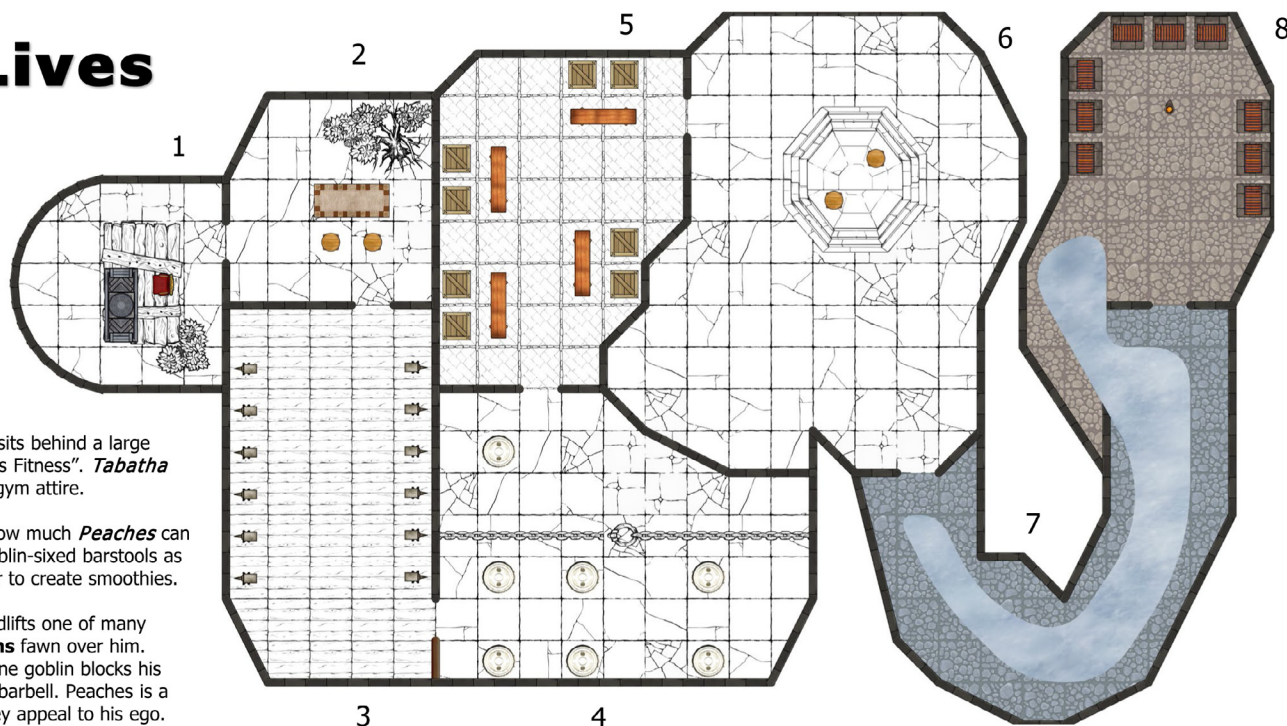 Lives
1
2
5
6
8
sits behind a large
s Fitness”. Tabatha
gym attire.
ow much Peaches can
blin-sixed barstools as
r to create smoothies.
dlifts one of many
ns fawn over him.
ne goblin blocks his
barbell. Peaches is a
ey appeal to his ego.
7
3
4